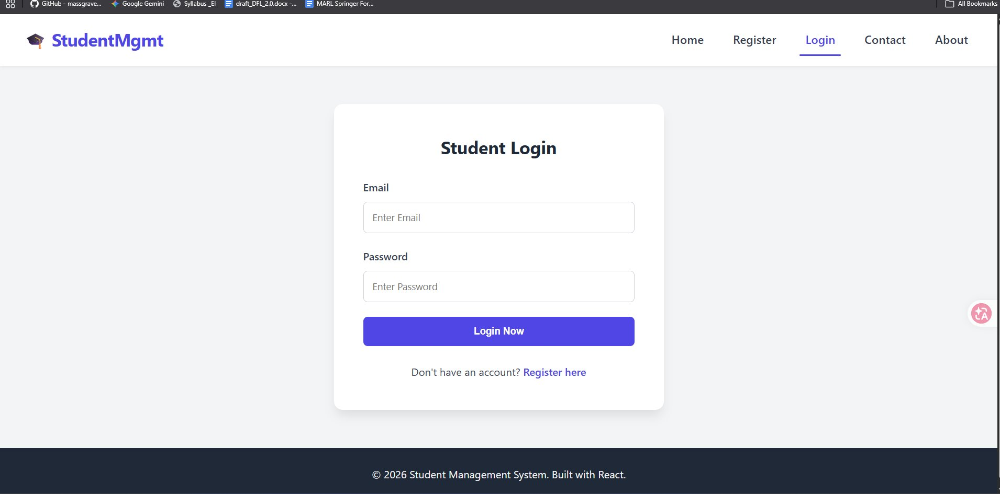 GitHub - massgrave...
Google Gemini
Syllabus _EI
draft_DFL_2.0.docx -...
MARL Springer For...
All Bookmarks
StudentMgmt
Home
Register
Login
Contact
About
Student Login
Email
Enter Email
Password
Enter Password
Login Now
Don't have an account? Register here
© 2026 Student Management System. Built with React.